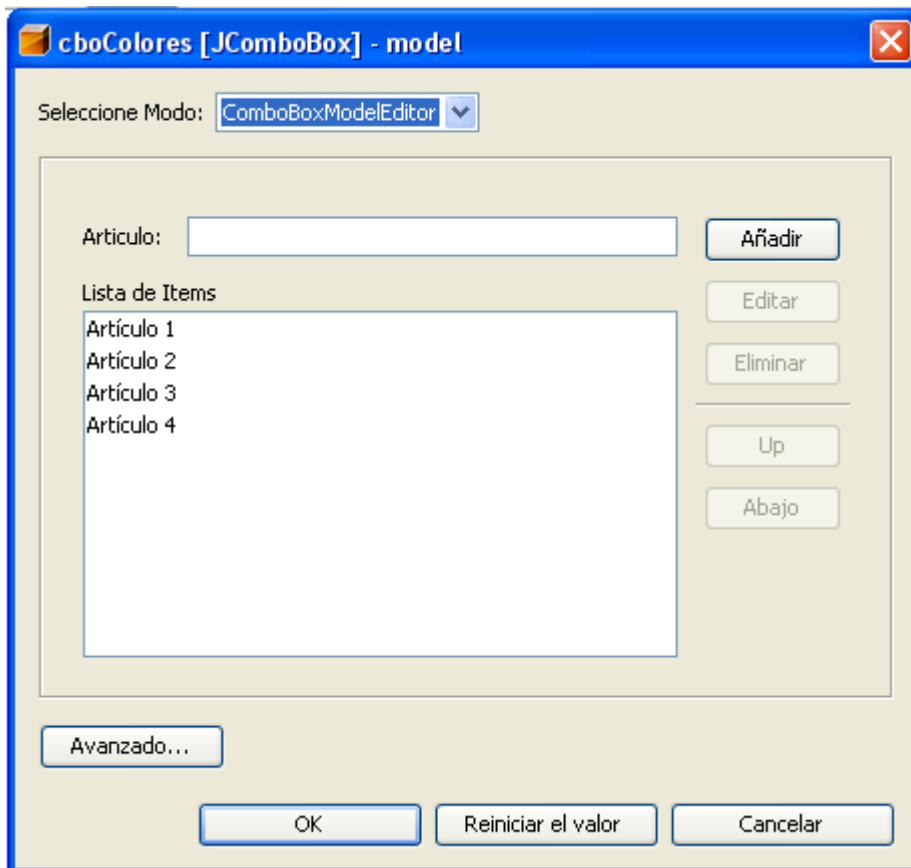 cboColores [JComboBox] - model
Seleccione Modo: ComboBoxModelEditor
Articulo:
Añadir
Lista de Items
Editar
Artículo 1
Artículo 2
Eliminar
Artículo 3
Artículo 4
Up
Abajo
Avanzado...
OK Reiniciar el valor Cancelar